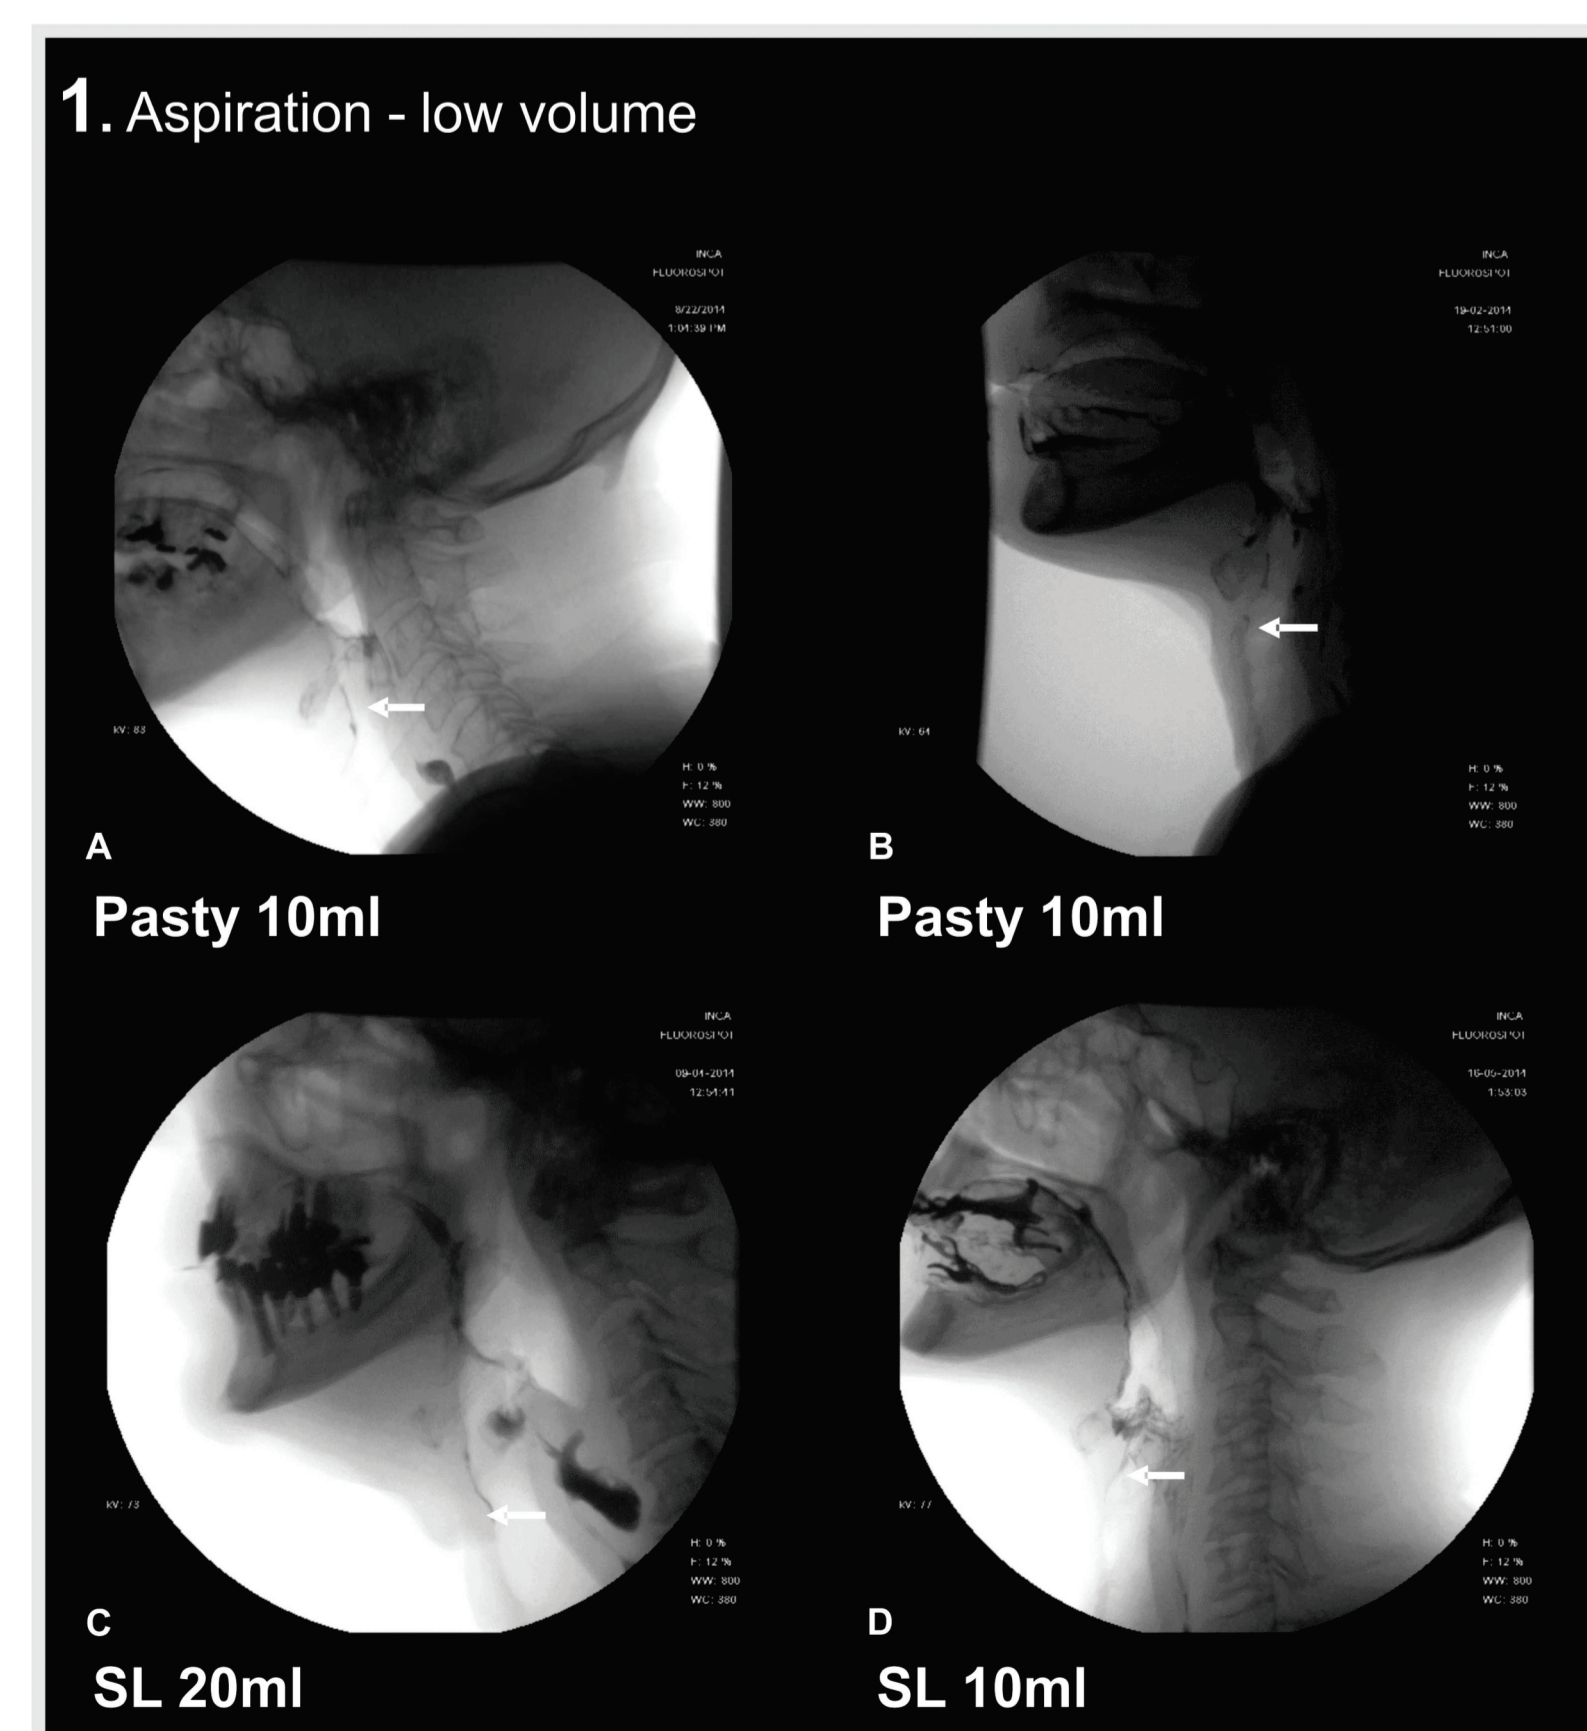 1. Aspiration - low volume
INCA
FLUOROSPOT
8/22/2014
1:04:39 PM
kV: 83
H: 0 %
F: 12 %
WW: 800
WC: 380
A
Pasty 10ml
INCA
FLUOROSPOT
19-02-2014
12:51:00
kV: 64
H: 0 %
F: 12 %
WW: 800
WC: 380
B
Pasty 10ml
INCA
FLUOROSPOT
09-04-2014
12:54:41
kV: 73
H: 0 %
F: 12 %
WW: 800
WC: 380
C
SL 20ml
INCA
FLUOROSPOT
16-05-2014
1:53:03
kV: 77
H: 0 %
F: 12 %
WW: 800
WC: 380
D
SL 10ml